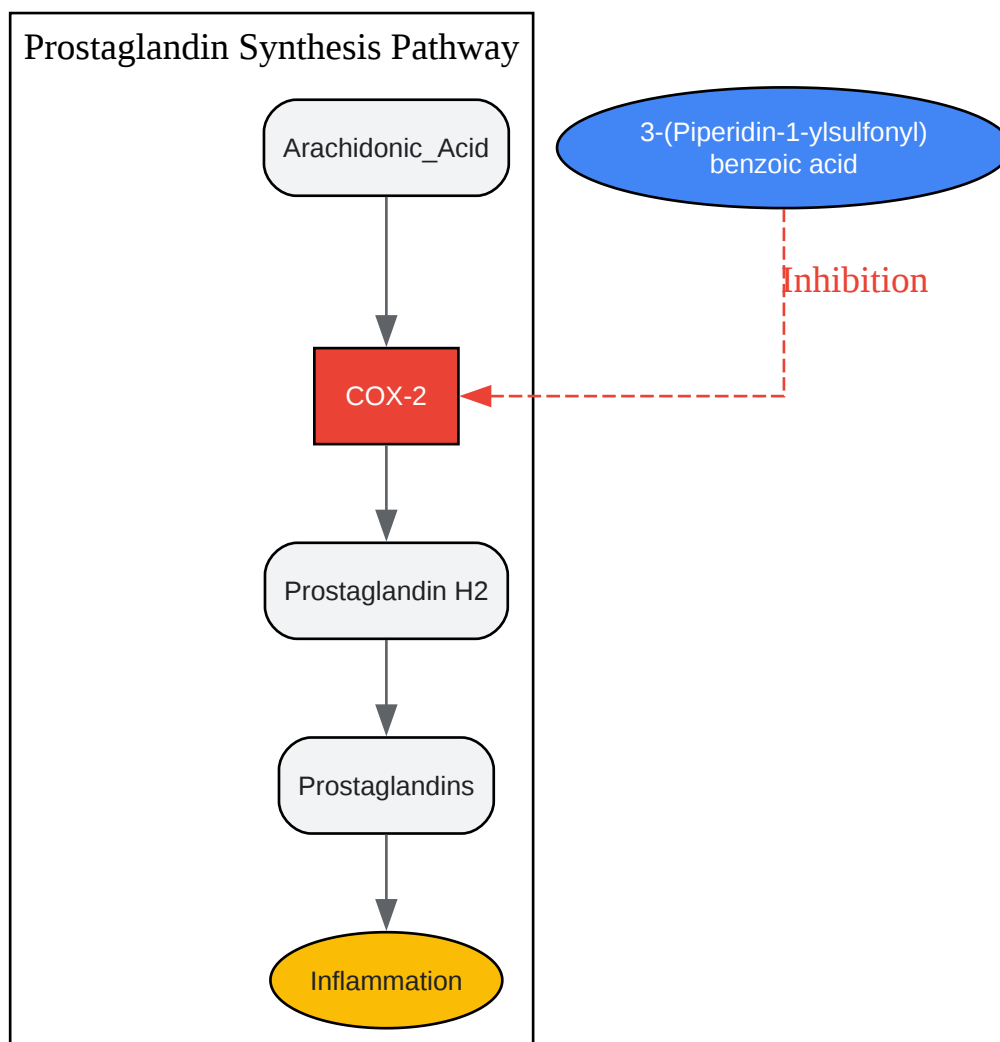 Prostaglandin Synthesis Pathway
Arachidonic_Acid
3-(Piperidin-1-ylsulfonyl)
benzoic acid
Inhibition
COX-2
Prostaglandin H2
Prostaglandins
Inflammation